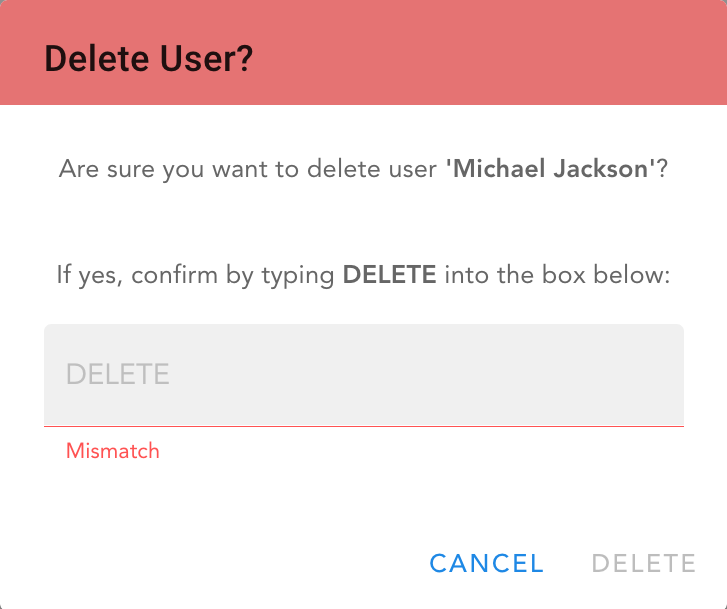 Delete User?
Are sure you want to delete user 'Michael Jackson'?
If yes, confirm by typing DELETE into the box below:
DELETE
Mismatch
CANCEL DELETE